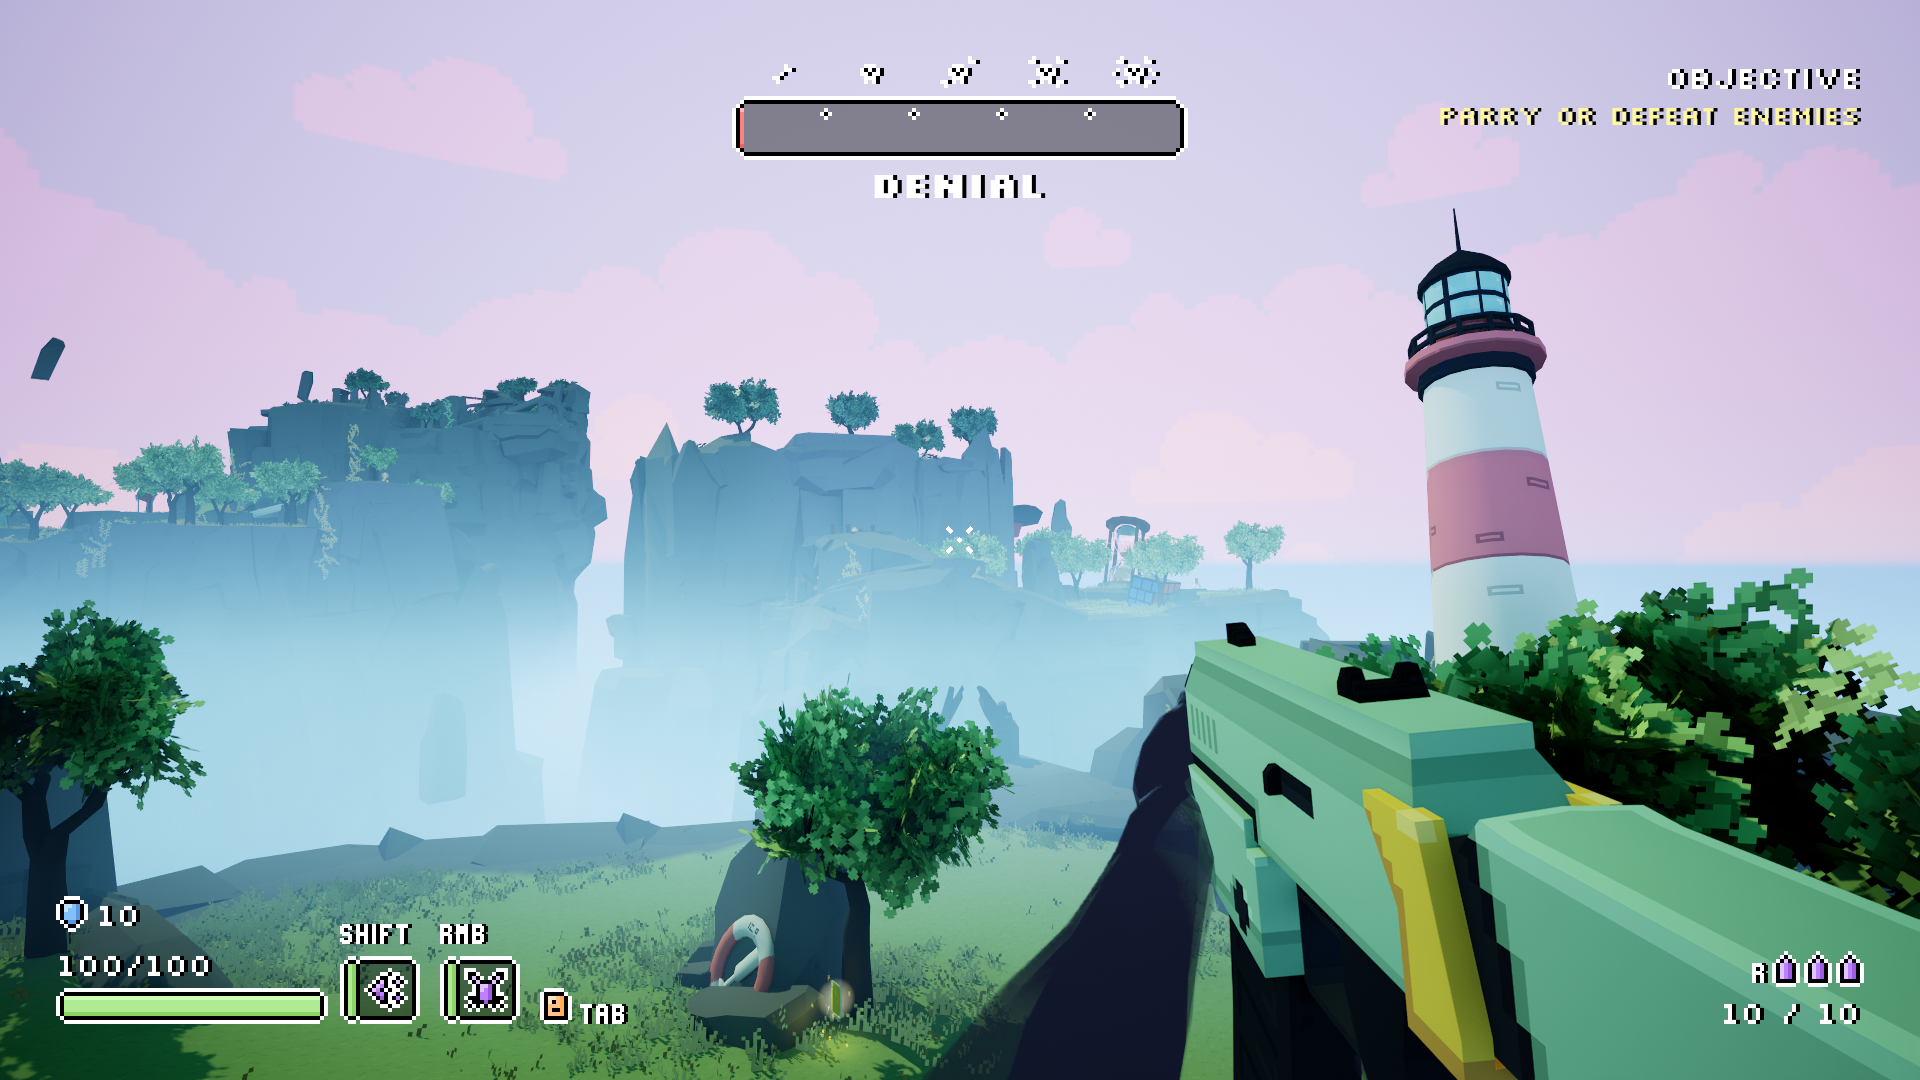 OBJECTIVE
PARRY OR DEFEAT ENEMIES
DENIAL
10
100/100
SHIFT
RMB
TAB
R
10 / 10